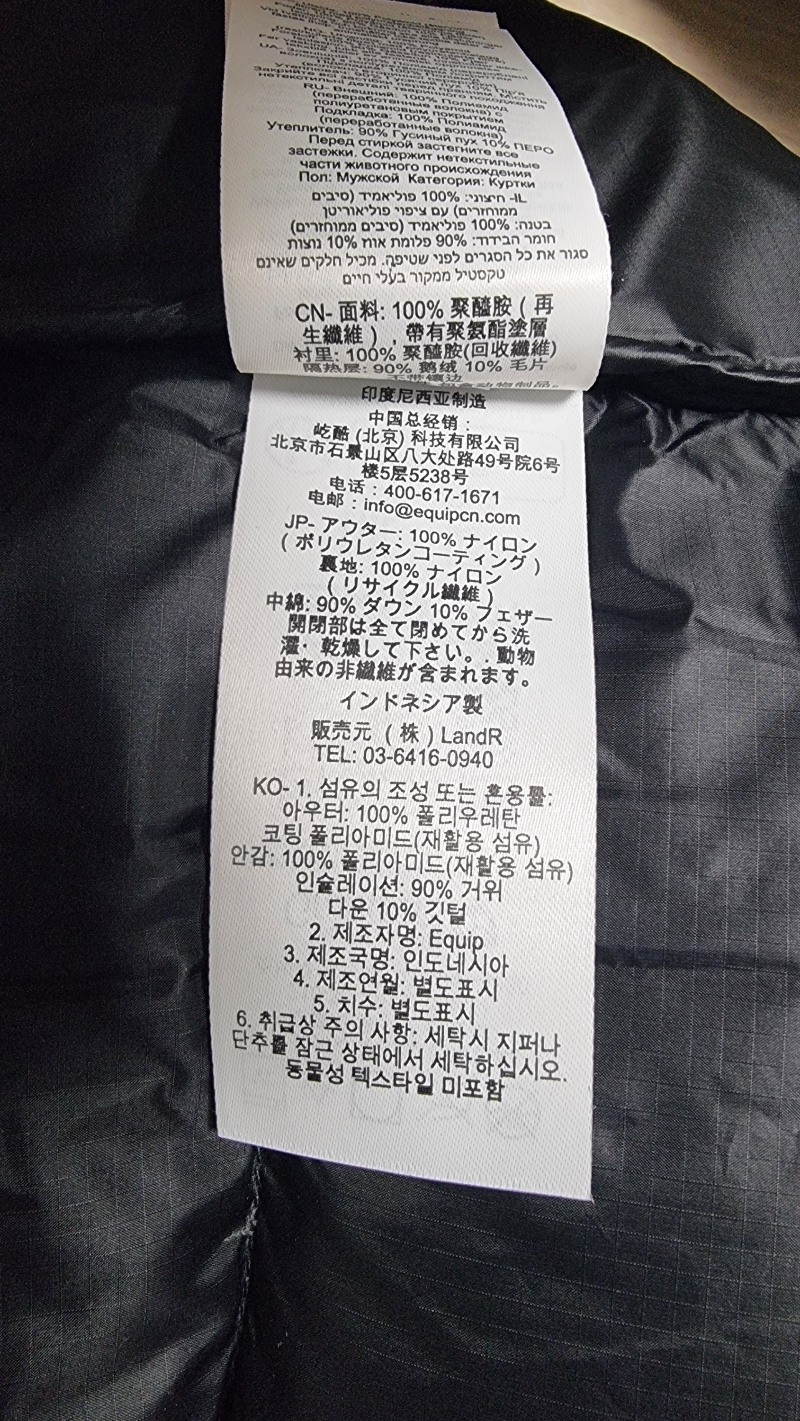 Закрийте всі
RU- Внешний: 100% Полиамид
(переработанные волокна) с
полиуретановым покрытием
Подкладка: 100% Полиамид
(переработанные волокна)
Утеплитель: 90% Гусиный пух 10% ПЕРО
Перед стиркой застегните все
застежки. Содержит нетекстильные
части животного происхождения
Пол: Мужской Категория: Куртки
IL- חיצוני: 100% פוליאמיד (סיבים
ממוחזרים) עם ציפוי פוליאוריטן
בטנה: 100% פוליאמיד (סיבים ממוחזרים)
חומר הבידוד: 90% פלומת אווז 10% נוצות
סגור את כל הסגרים לפני שטיפה. מכיל חלקים שאינם
טקסטיל ממקור בעלי חיים
CN- 面料: 100% 聚醯胺 ( 再
生纖維 ) , 帶有聚氨酯塗層
衬里: 100% 聚醯胺(回收纖維)
隔热层: 90% 鹅绒 10% 毛片
印度尼西亚制造
中国总经销 :
屹酷 (北京) 科技有限公司
北京市石景山区八大处路49号院6号
楼5层5238号
电话 : 400-617-1671
电邮 : info@equipcn.com
JP- アウター: 100% ナイロン
( ポリウレタンコーティング )
裏地: 100% ナイロン
( リサイクル繊維 )
中綿: 90% ダウン 10% フェザー
開閉部は全て閉めてから洗
濯・ 乾燥して下さい。. 動物
由来の非繊維が含まれます。
インドネシア製
販売元 ( 株 ) LandR
TEL: 03-6416-0940
KO- 1. 섬유의 조성 또는 혼용률:
아우터: 100% 폴리우레탄
코팅 폴리아미드(재활용 섬유)
안감: 100% 폴리아미드(재활용 섬유)
인슐레이션: 90% 거위
다운 10% 깃털
2. 제조자명: Equip
3. 제조국명: 인도네시아
4. 제조연월: 별도표시
5. 치수: 별도표시
6. 취급상 주의 사항: 세탁시 지퍼나
단추를 잠근 상태에서 세탁하십시오.
동물성 텍스타일 미포함